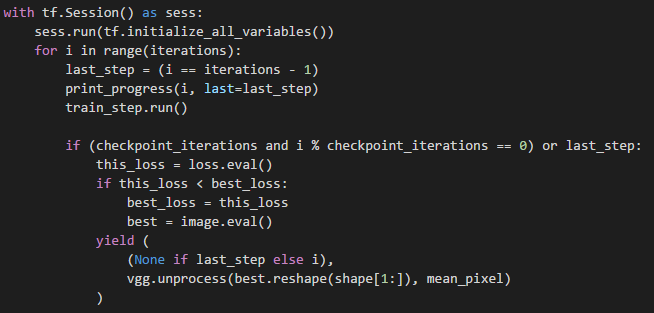 with tf.Session() as sess:
    sess.run(tf.initialize_all_variables())
    for i in range(iterations):
        last_step = (i == iterations - 1)
        print_progress(i, last=last_step)
        train_step.run()

        if (checkpoint_iterations and i % checkpoint_iterations == 0) or last_step:
            this_loss = loss.eval()
            if this_loss < best_loss:
                best_loss = this_loss
                best = image.eval()
            yield (
                (None if last_step else i),
                vgg.unprocess(best.reshape(shape[1:]), mean_pixel)
            )